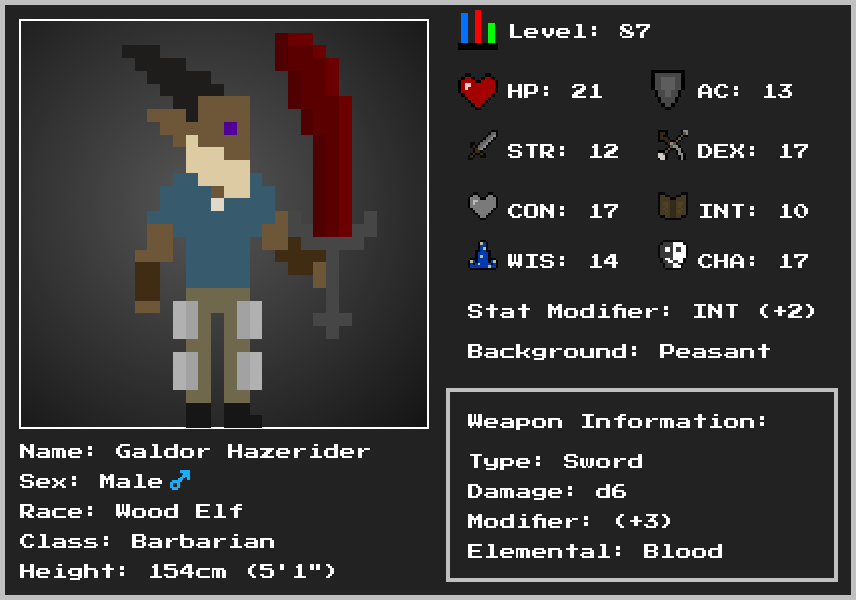 Level: 87
HP: 21
AC: 13
STR: 12
DEX: 17
CON: 17
INT: 10
WIS: 14
CHA: 17
Stat Modifier: INT (+2)
Background: Peasant
Name: Galdor Hazerider
Sex: Male♂
Race: Wood Elf
Class: Barbarian
Height: 154cm (5'1")
Weapon Information:
Type: Sword
Damage: d6
Modifier: (+3)
Elemental: Blood